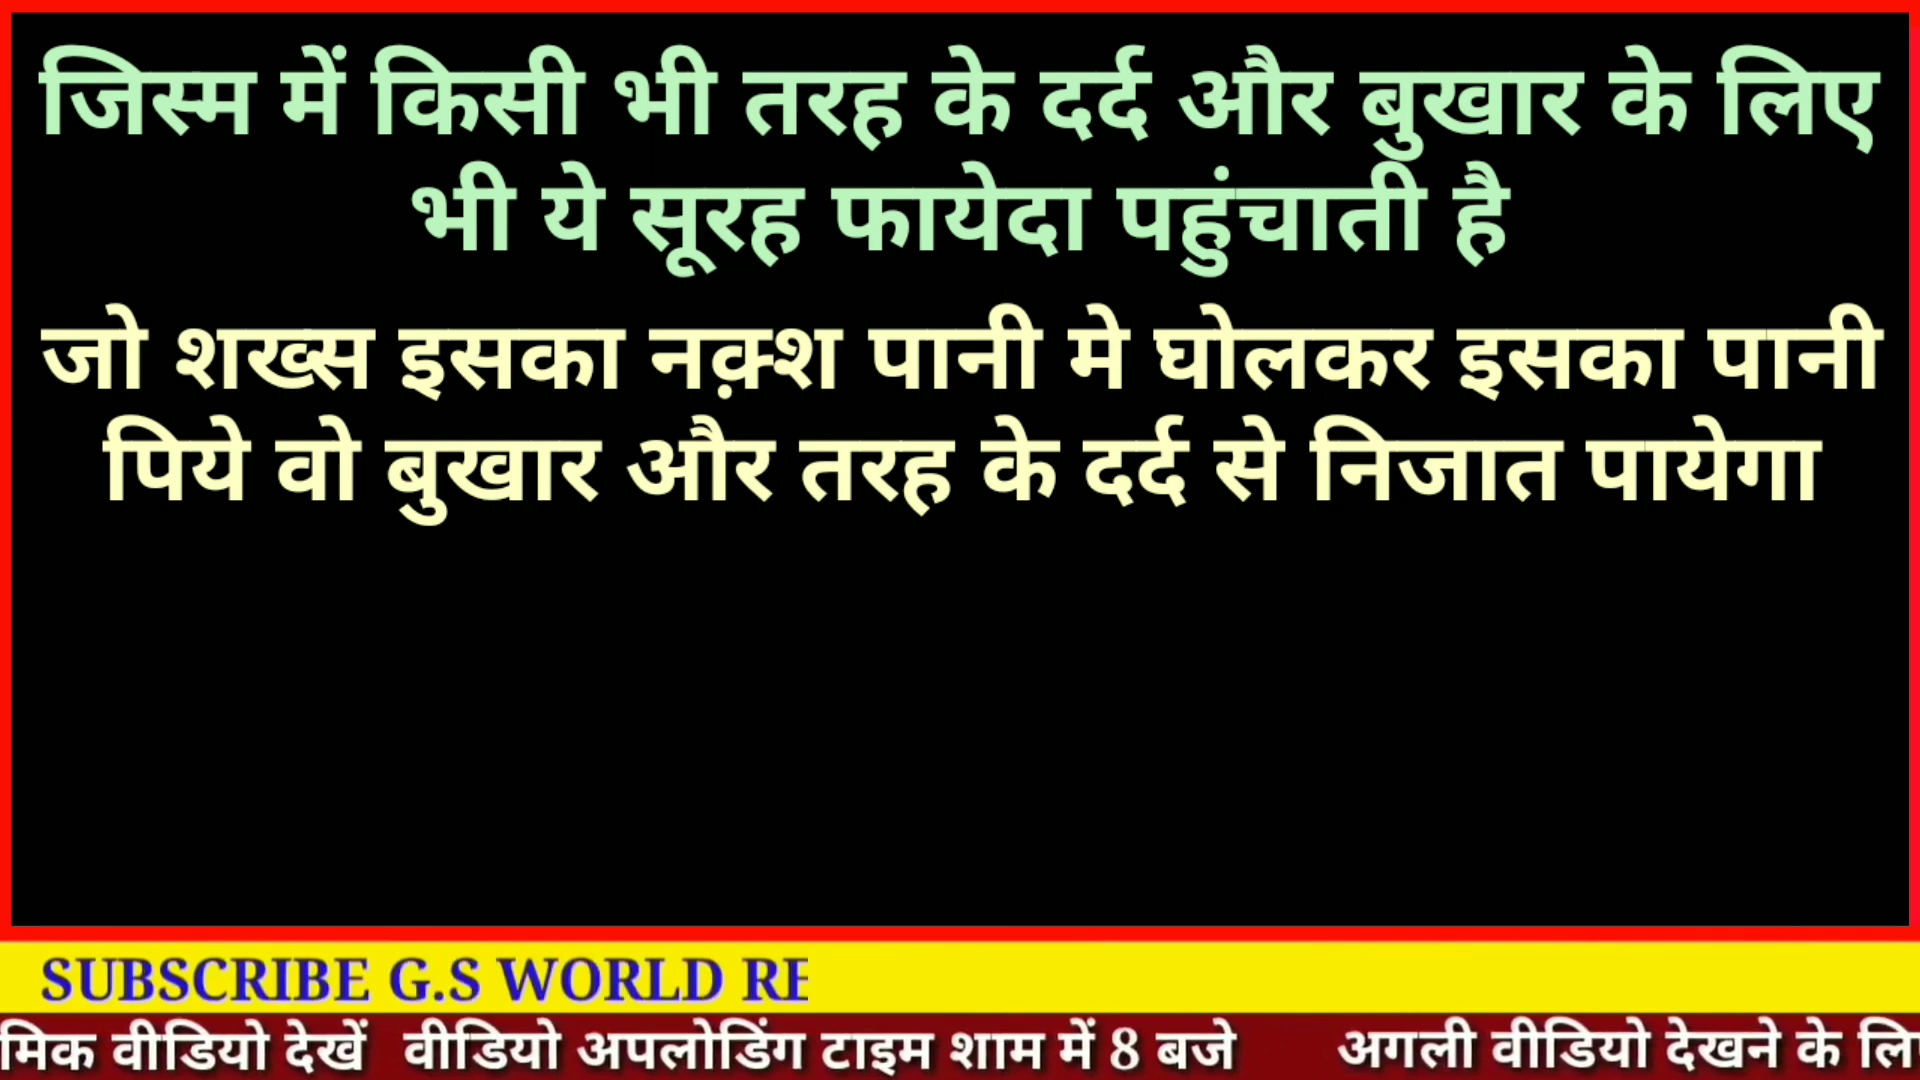 जिस्म में किसी भी तरह के दर्द और बुखार के लिए
भी ये सूरह फायेदा पहुंचाती है
जो शख्स इसका नक़्श पानी मे घोलकर इसका पानी
पिये वो बुखार और तरह के दर्द से निजात पायेगा
SUBSCRIBE G.S WORLD RE
मिक वीडियो देखें वीडियो अपलोडिंग टाइम शाम में 8 बजे अगली वीडियो देखने के